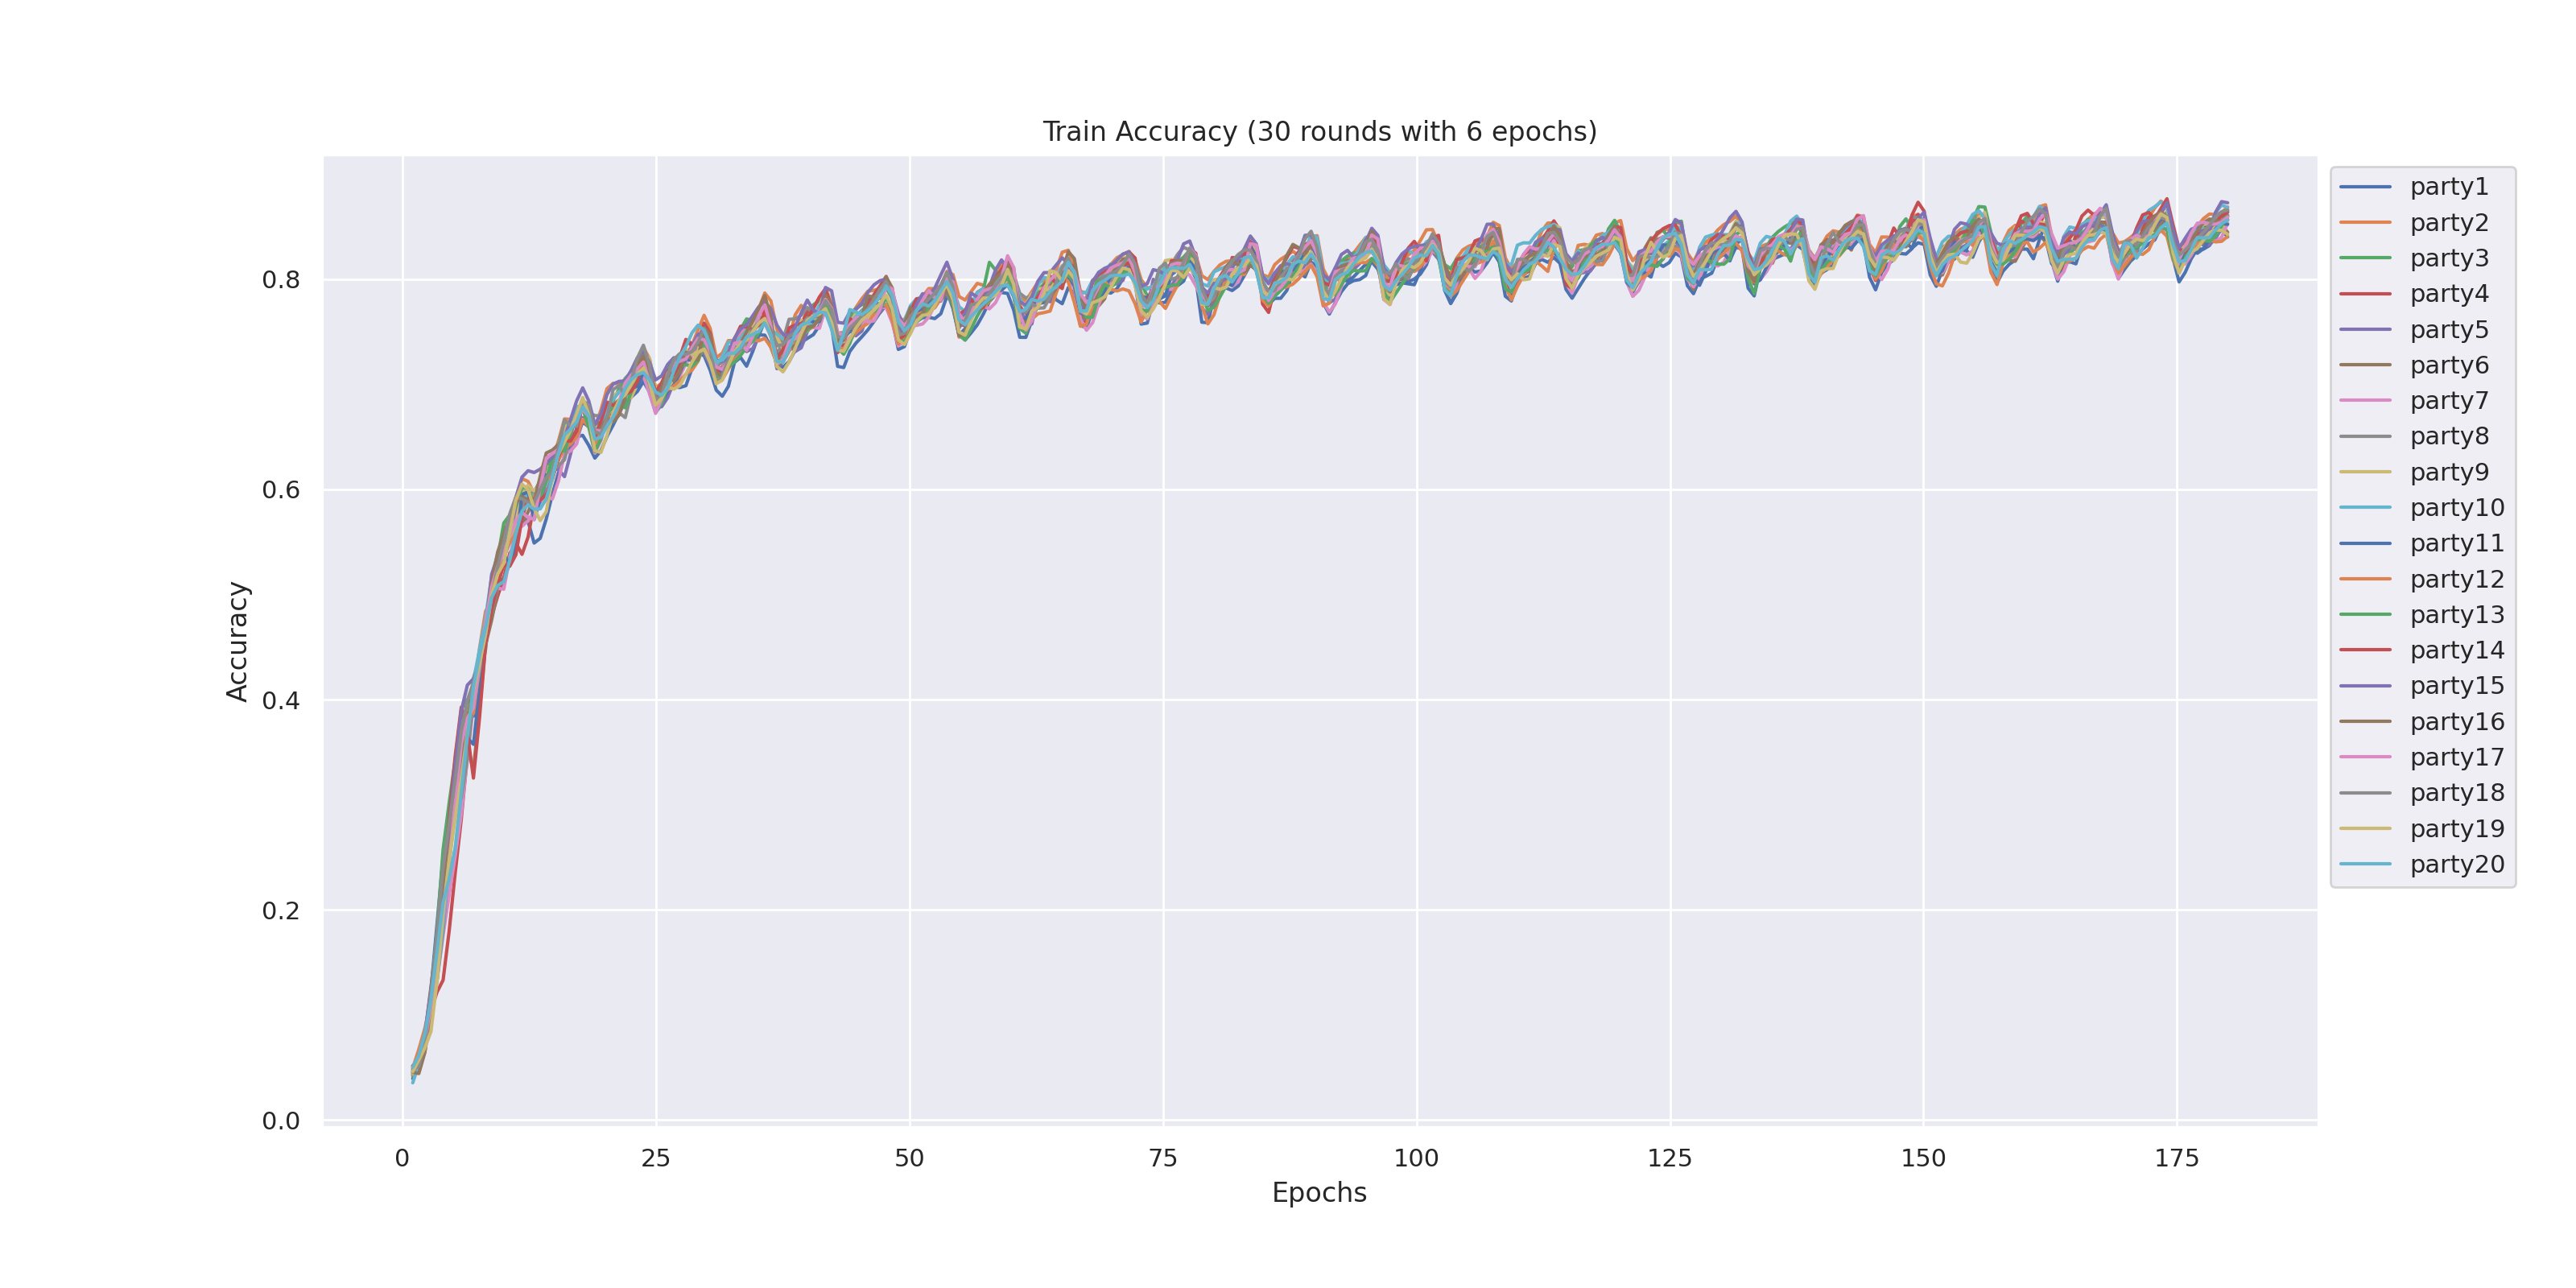 Train Accuracy (30 rounds with 6 epochs)
Accuracy
0.8
0.6
0.4
0.2
0.0
0 25 50 75 100 125 150 175
Epochs
party1
party2
party3
party4
party5
party6
party7
party8
party9
party10
party11
party12
party13
party14
party15
party16
party17
party18
party19
party20